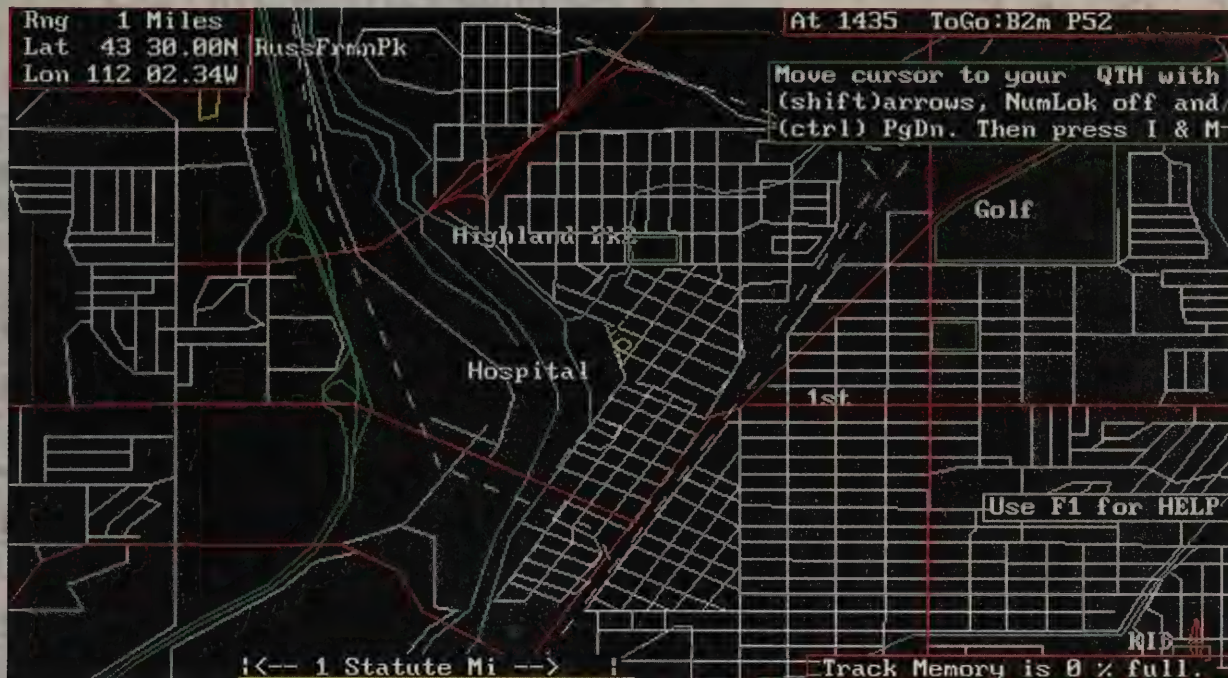 Rng 1 Miles
Lat 43 30.00N
Lon 112 02.34W
RussFrmnPk
At 1435 ToGo:B2m P52
Move cursor to your QTH with
(shift)arrows, NumLok off and
(ctrl) PgDn. Then press I & M
Golf
Highland Pk
Hospital
1st
Use F1 for HELP
KID
|<-- 1 Statute Mi --> |
Track Memory is 0 % full.